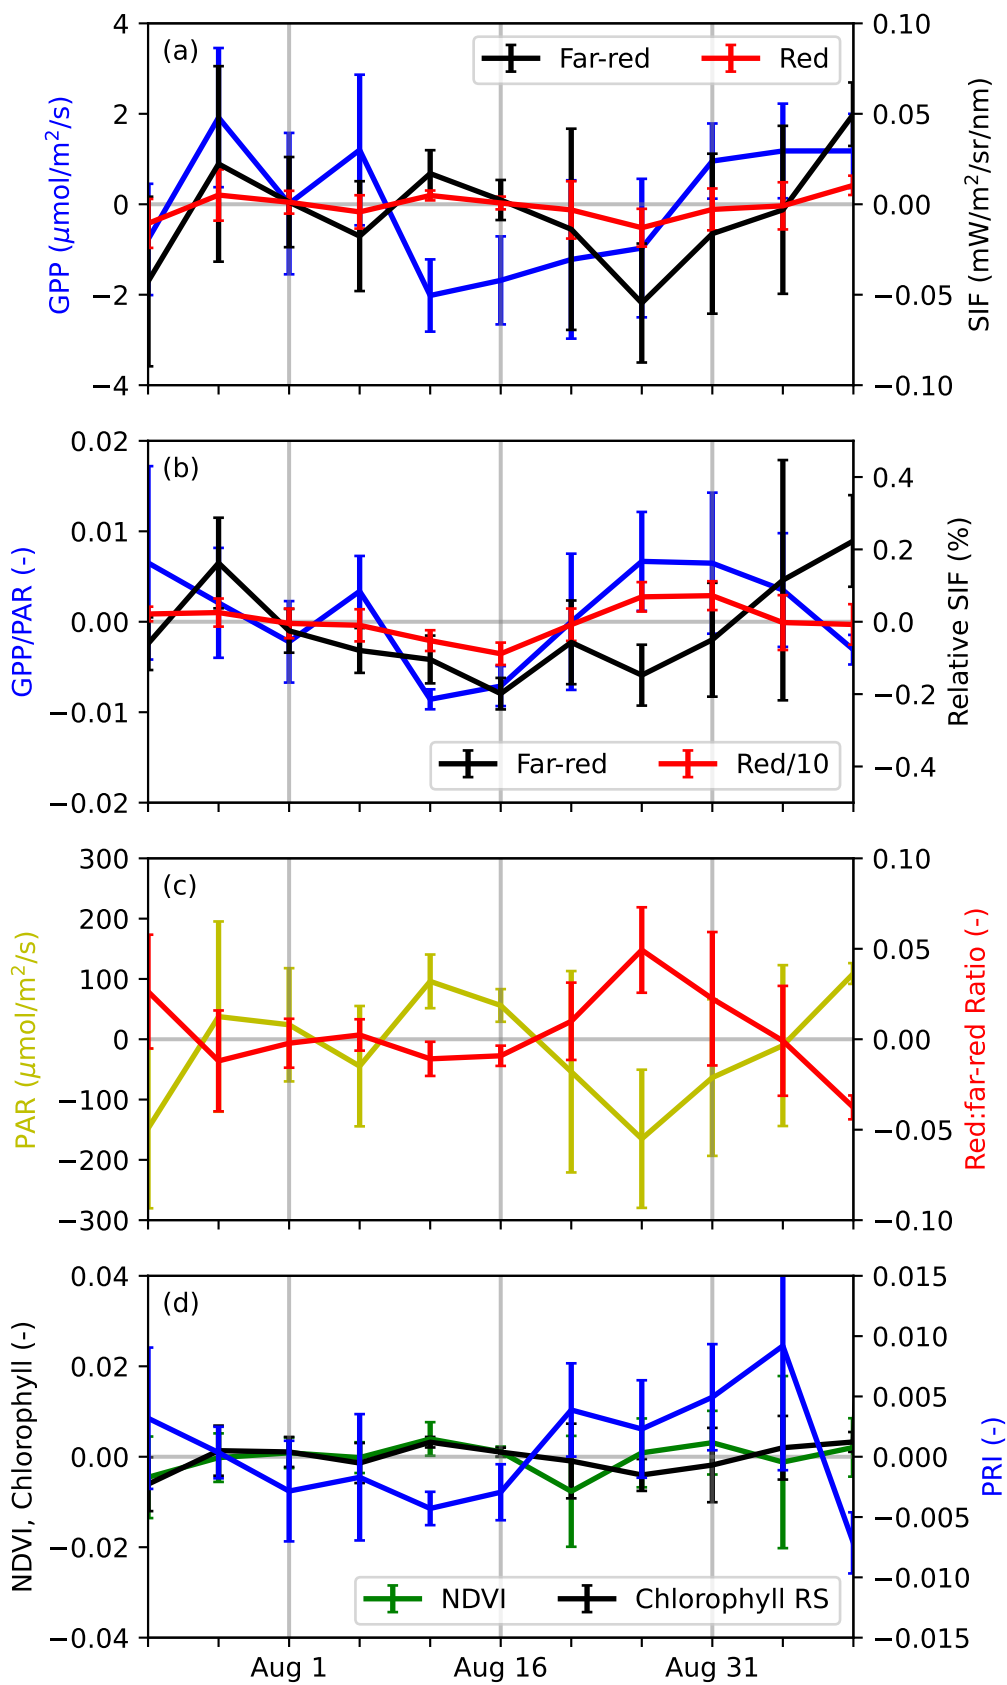 (a)
Far-red
Red
4
2
0
−2
−4
GPP (μmol/m²/s)
0.10
0.05
0.00
−0.05
−0.10
SIF (mW/m²/sr/nm)
(b)
0.02
0.01
0.00
−0.01
−0.02
GPP/PAR (-)
0.4
0.2
0.0
−0.2
−0.4
Relative SIF (%)
Far-red
Red/10
(c)
300
200
100
0
−100
−200
−300
PAR (μmol/m²/s)
0.10
0.05
0.00
−0.05
−0.10
Red:far-red Ratio (-)
(d)
0.04
0.02
0.00
−0.02
−0.04
NDVI, Chlorophyll (-)
0.015
0.010
0.005
0.000
−0.005
−0.010
−0.015
PRI (-)
NDVI
Chlorophyll RS
Aug 1
Aug 16
Aug 31